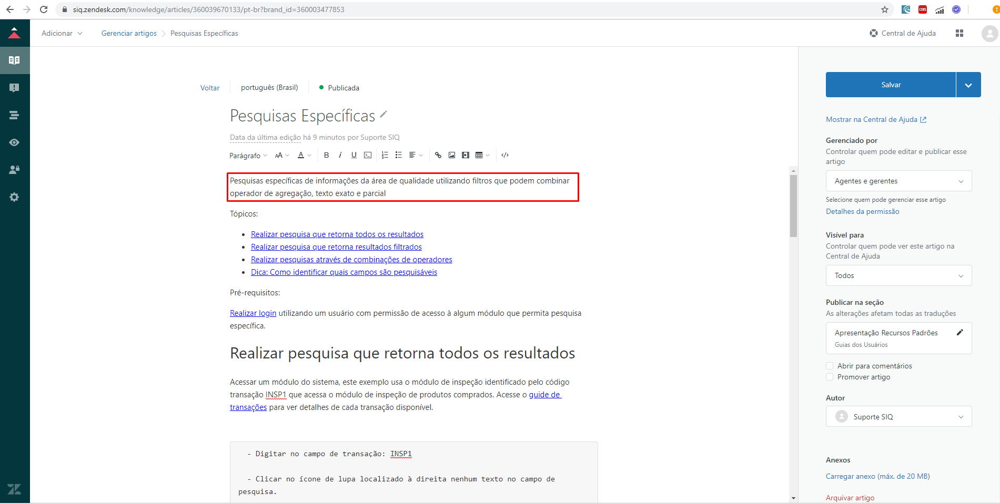 siq.zendesk.com/knowledge/articles/360039670133/pt-br?brand_id=360003477853
CORS
Adicionar
Gerenciar artigos
Pesquisas Específicas
Central de Ajuda
Voltar
português (Brasil)
Publicada
Pesquisas Específicas
Data da última edição há 9 minutos por Suporte SIQ
Parágrafo AA A B i U
Pesquisas específicas de informações da área de qualidade utilizando filtros que podem combinar
operador de agregação, texto exato e parcial
Tópicos:
• Realizar pesquisa que retorna todos os resultados
• Realizar pesquisa que retorna resultados filtrados
• Realizar pesquisas através de combinações de operadores
• Dica: Como identificar quais campos são pesquisáveis
Pré-requisitos:
Realizar login utilizando um usuário com permissão de acesso à algum módulo que permita pesquisa
específica.
Realizar pesquisa que retorna todos os resultados
Acessar um módulo do sistema, este exemplo usa o módulo de inspeção identificado pelo código
transação INSP1 que acessa o módulo de inspeção de produtos comprados. Acesse o guide de
transações para ver detalhes de cada transação disponível.
- Digitar no campo de transação: INSP1
- Clicar no ícone de lupa localizado à direita nenhum texto no campo de
pesquisa.
Salvar
Mostrar na Central de Ajuda
Gerenciado por
Controlar quem pode editar e publicar esse
artigo
Agentes e gerentes
Selecione quem pode gerenciar esse artigo
Detalhes da permissão
Visível para
Controlar quem pode ver este artigo na
Central de Ajuda
Todos
Publicar na seção
As alterações afetam todas as traduções
Apresentação Recursos Padrões
Guias dos Usuários
Abrir para comentários
Promover artigo
Autor
Suporte SIQ
Anexos
Carregar anexo (máx. de 20 MB)
Arquivar artigo